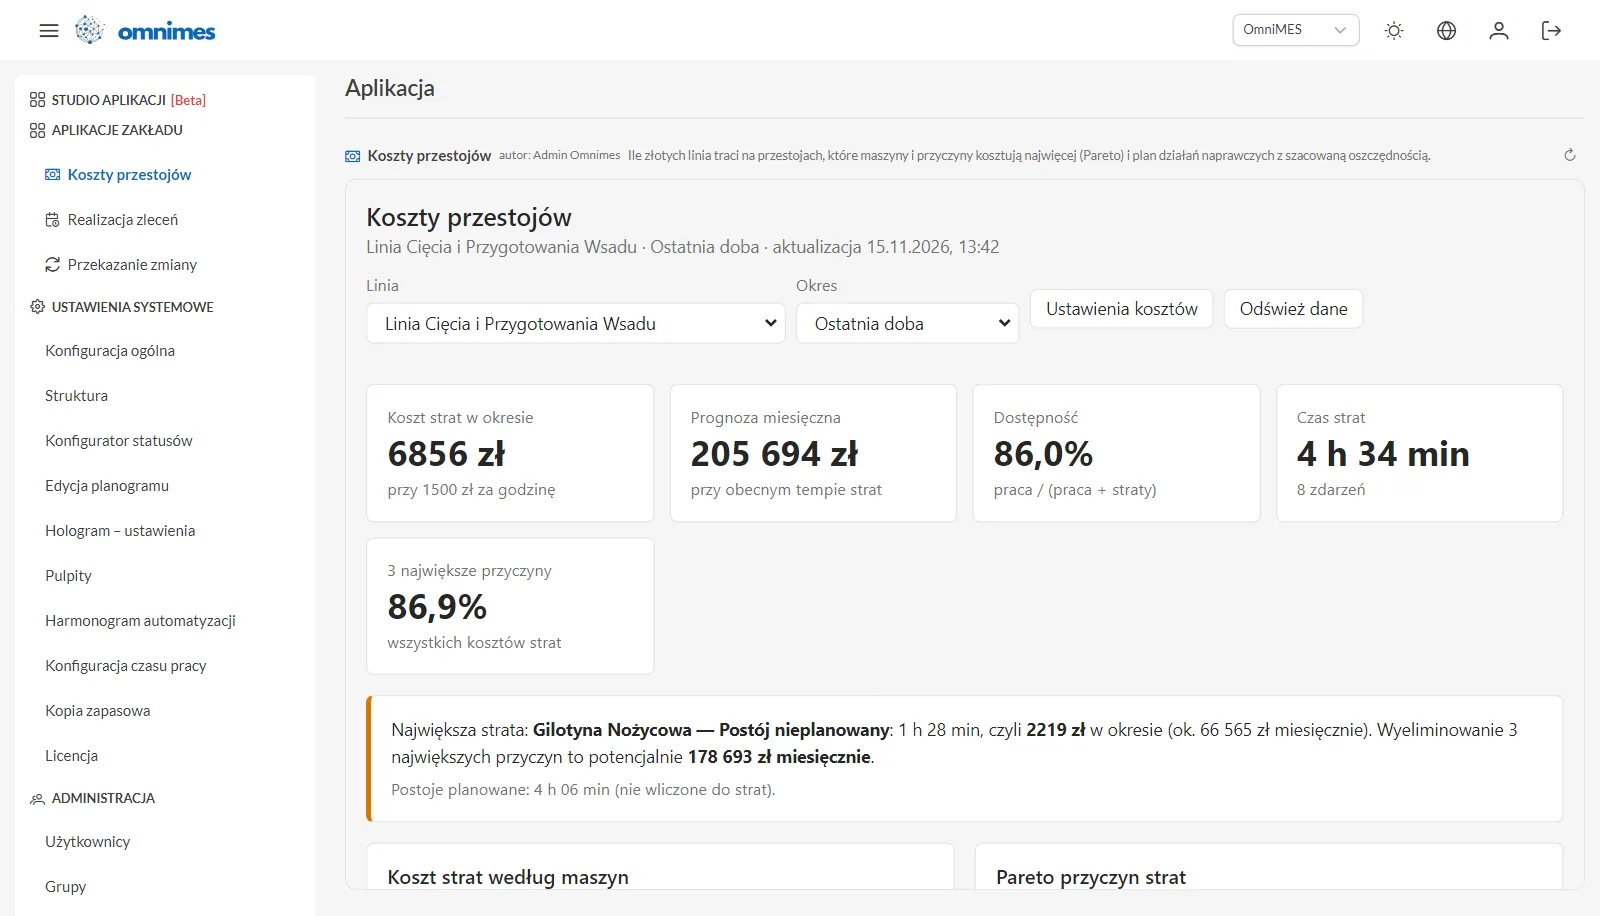 omnimes
OmniMES
STUDIO APLIKACJI [Beta]
APLIKACJE ZAKŁADU
Koszty przestojów
Realizacja zleceń
Przekazanie zmiany
USTAWIENIA SYSTEMOWE
Konfiguracja ogólna
Struktura
Konfigurator statusów
Edycja planogramu
Hologram – ustawienia
Pulpity
Harmonogram automatyzacji
Konfiguracja czasu pracy
Kopia zapasowa
Licencja
ADMINISTRACJA
Użytkownicy
Grupy
Aplikacja
Koszty przestojów autor: Admin Omnimes Ile złotych linia traci na przestojach, które maszyny i przyczyny kosztują najwięcej (Pareto) i plan działań naprawczych z szacowaną oszczędnością.
Koszty przestojów
Linia Cięcia i Przygotowania Wsadu · Ostatnia doba · aktualizacja 15.11.2026, 13:42
Linia
Okres
Linia Cięcia i Przygotowania Wsadu
Ostatnia doba
Ustawienia kosztów
Odśwież dane
Koszt strat w okresie
6856 zł
przy 1500 zł za godzinę
Prognoza miesięczna
205 694 zł
przy obecnym tempie strat
Dostępność
86,0%
praca / (praca + straty)
Czas strat
4 h 34 min
8 zdarzeń
3 największe przyczyny
86,9%
wszystkich kosztów strat
Największa strata: Gilotyna Nożycowa — Postój nieplanowany: 1 h 28 min, czyli 2219 zł w okresie (ok. 66 565 zł miesięcznie). Wyeliminowanie 3
największych przyczyn to potencjalnie 178 693 zł miesięcznie.
Postoje planowane: 4 h 06 min (nie wliczone do strat).
Koszt strat według maszyn
Pareto przyczyn strat